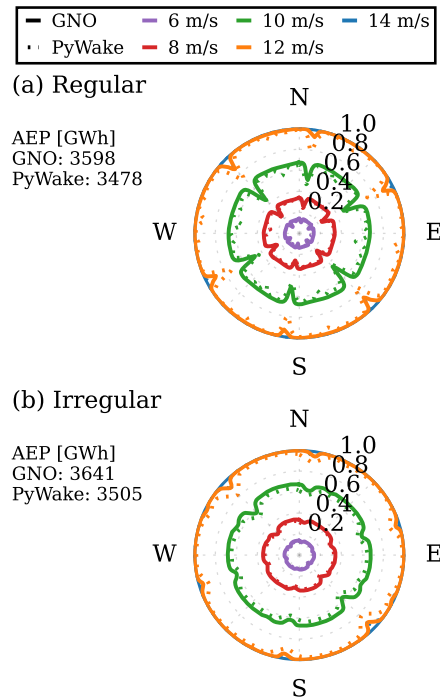 GNO 6 m/s 10 m/s 14 m/s
PyWake 8 m/s 12 m/s
(a) Regular
N
AEP [GWh]
GNO: 3598
PyWake: 3478
1.0
0.8
0.6
0.4
0.2
W E
S
(b) Irregular
N
AEP [GWh]
GNO: 3641
PyWake: 3505
1.0
0.8
0.6
0.4
0.2
W E
S